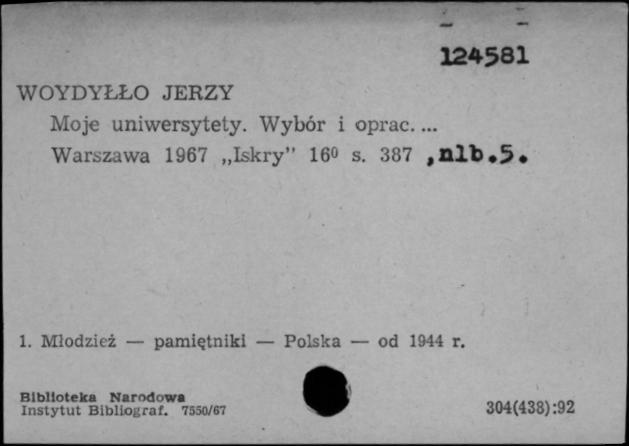 124581
WOYDYŁŁO JERZY
Moje uniwersytety. Wybór i oprac. ...
Warszawa 1967 „Iskry” 16⁰ s. 387 ,nlb.5.
1. Młodzież — pamiętniki — Polska — od 1944 r.
Biblioteka Narodowa
Instytut Bibliograf. 7550/67
304(438):92